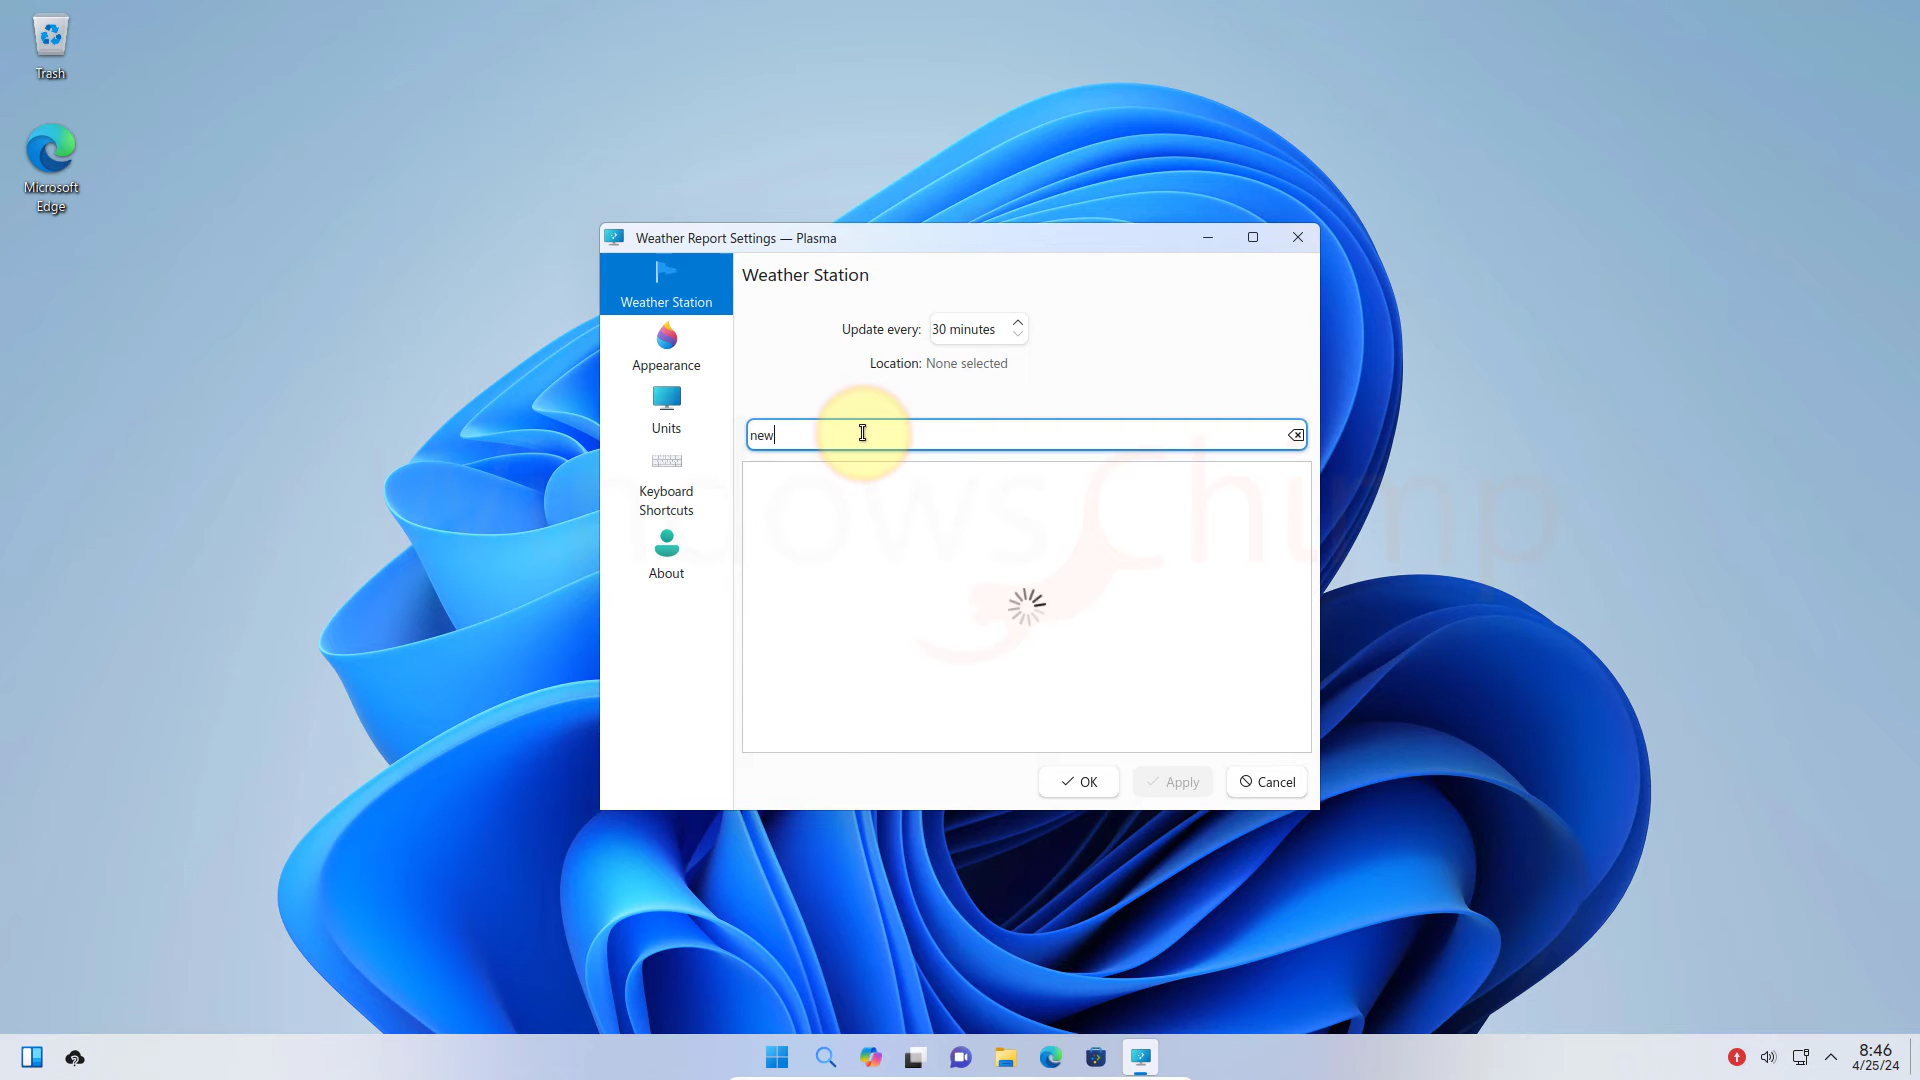 Trash
Microsoft
Edge
Weather Report Settings — Plasma
Weather Station
Appearance
Units
Keyboard
Shortcuts
About
Weather Station
Update every: 30 minutes
Location: None selected
new
OK
Apply
Cancel
8:46
4/25/24